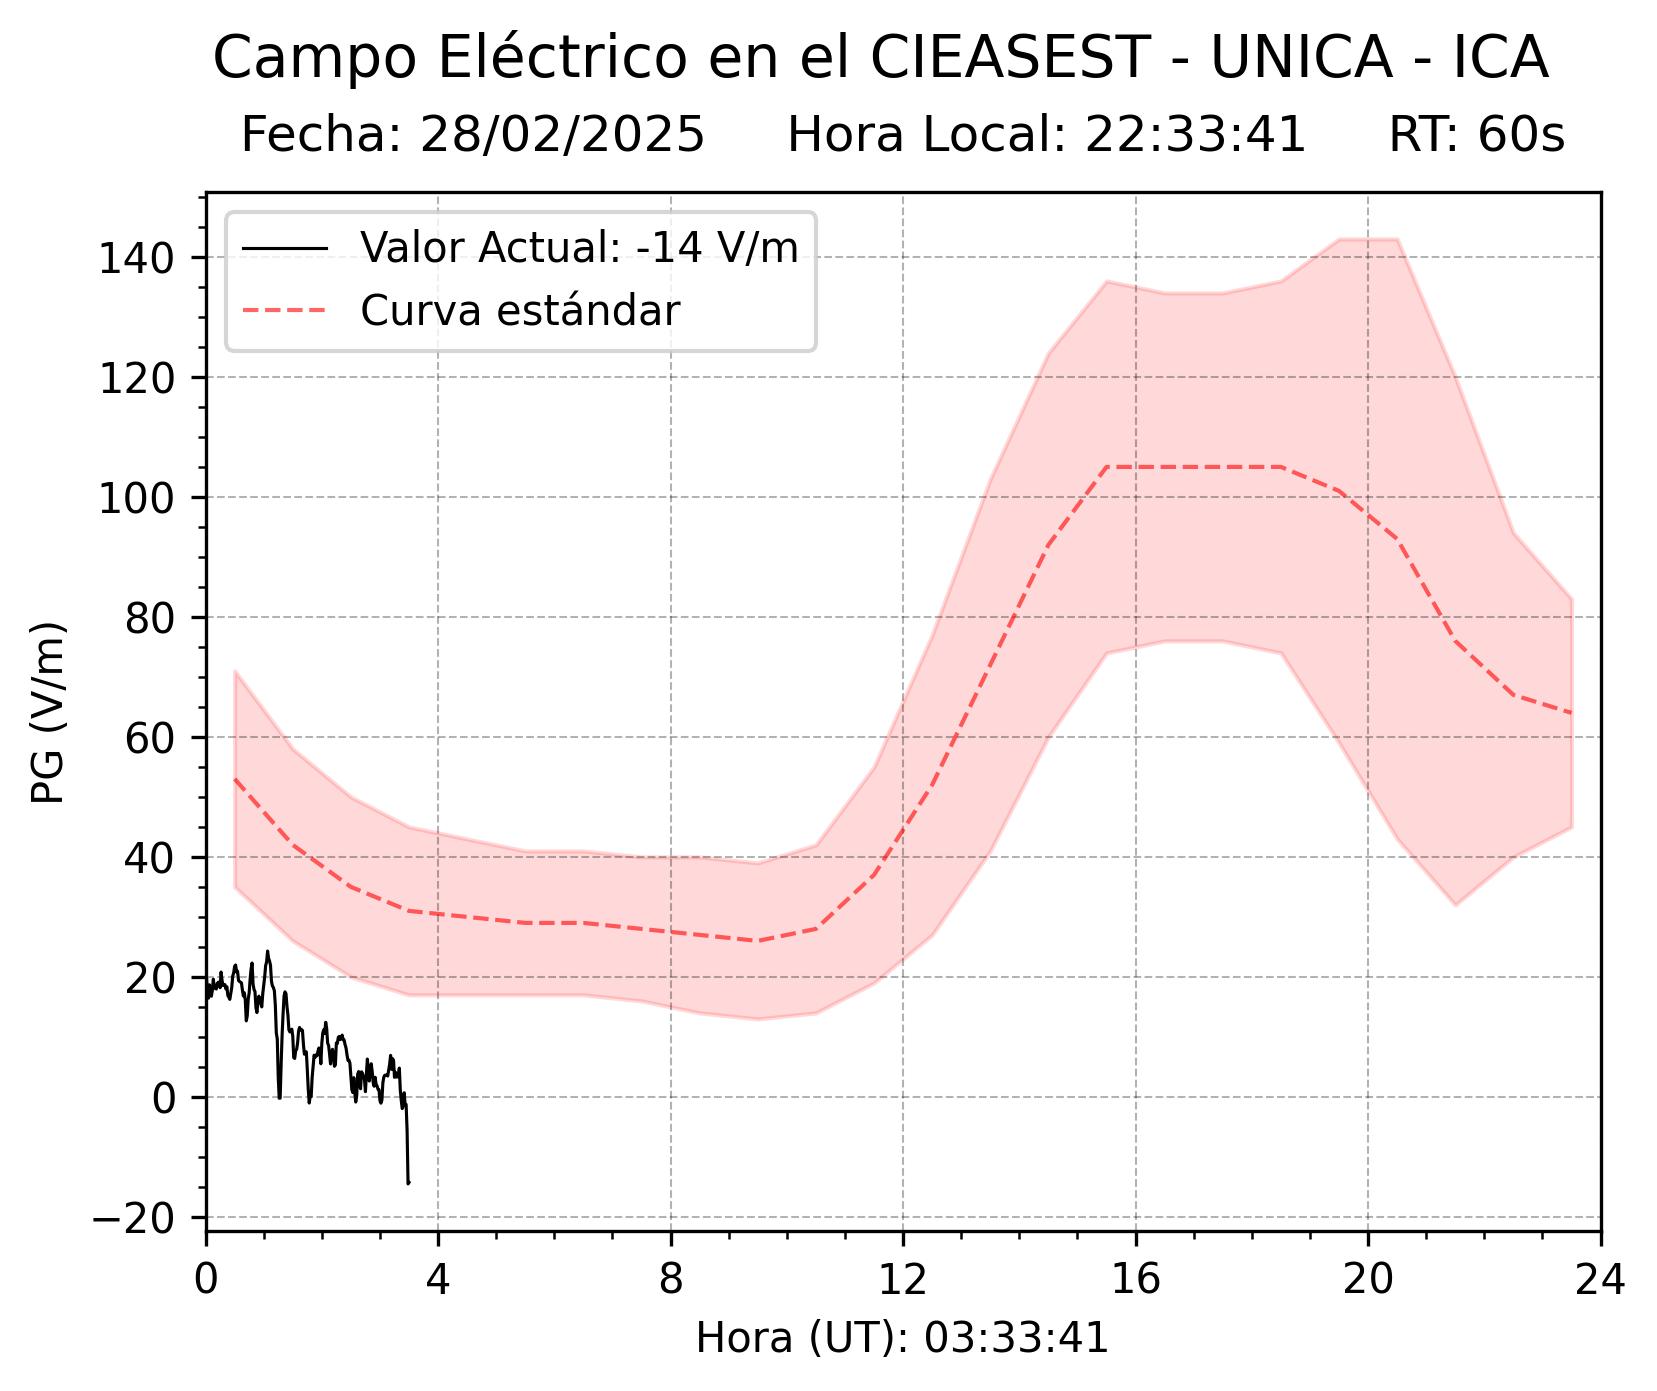 Campo Eléctrico en el CIEASEST - UNICA - ICA
Fecha: 28/02/2025 Hora Local: 22:33:41 RT: 60s
Valor Actual: -14 V/m
Curva estándar
PG (V/m)
140
120
100
80
60
40
20
0
−20
0 4 8 12 16 20 24
Hora (UT): 03:33:41